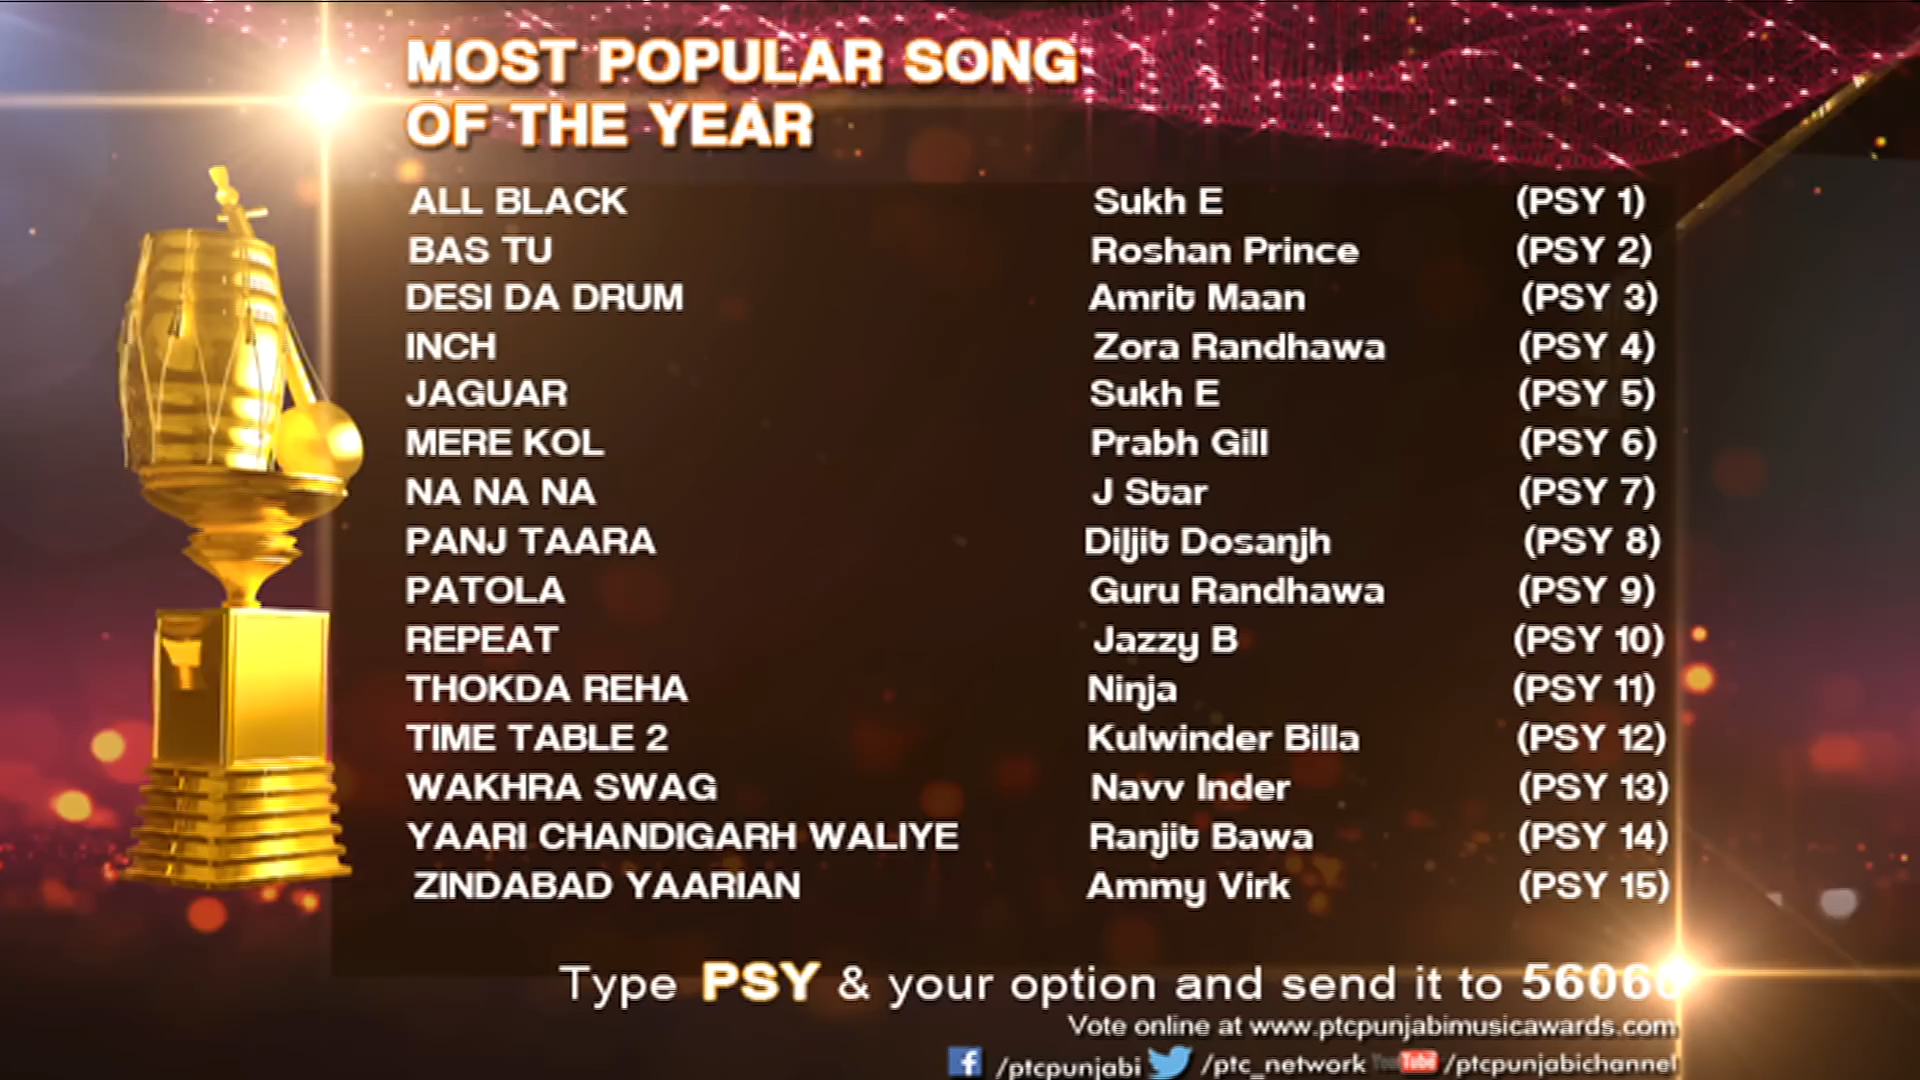 MOST POPULAR SONG
OF THE YEAR
ALL BLACK Sukh E (PSY 1)
BAS TU Roshan Prince (PSY 2)
DESI DA DRUM Amrit Maan (PSY 3)
INCH Zora Randhawa (PSY 4)
JAGUAR Sukh E (PSY 5)
MERE KOL Prabh Gill (PSY 6)
NA NA NA J Star (PSY 7)
PANJ TAARA Diljit Dosanjh (PSY 8)
PATOLA Guru Randhawa (PSY 9)
REPEAT Jazzy B (PSY 10)
THOKDA REHA Ninja (PSY 11)
TIME TABLE 2 Kulwinder Billa (PSY 12)
WAKHRA SWAG Navv Inder (PSY 13)
YAARI CHANDIGARH WALIYE Ranjit Bawa (PSY 14)
ZINDABAD YAARIAN Ammy Virk (PSY 15)
Type PSY & your option and send it to
Vote online at www.ptcpunjabimusicawards.com
/ptcpunjabi /ptc_network YouTube /ptcpunjabichannel